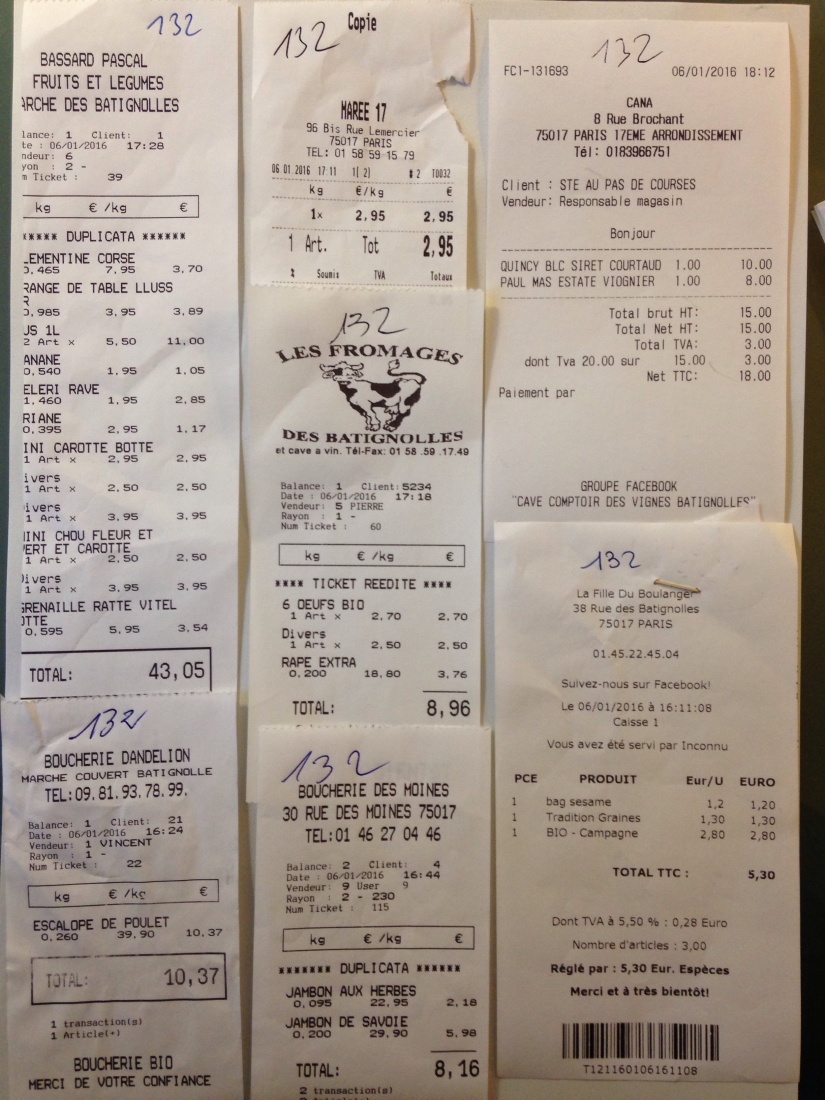 132
BASSARD PASCAL
FRUITS ET LEGUMES
ARCHE DES BATIGNOLLES
lance: 1 Client: 1
te : 06/01/2016 17:28
ndeur: 6
yon : 2 -
m Ticket : 39
kg € /kg €
***** DUPLICATA ******
LEMENTINE CORSE
0,465 7,95 3,70
RANGE DE TABLE LLUSS
R
0,985 3,95 3,89
US 1L
2 Art x 5,50 11,00
ANANE
0,540 1,95 1,05
ELERI RAVE
1,460 1,95 2,85
RIANE
0,395 2,95 1,17
INI CAROTTE BOTTE
1 Art x 2,95 2,95
ivers
1 Art x 2,50 2,50
ivers
1 Art x 3,95 3,95
INI CHOU FLEUR ET
VERT ET CAROTTE
1 Art x 2,50 2,50
Divers
1 Art x 3,95 3,95
GRENAILLE RATTE VITEL
OTTE
0,595 5,95 3,54
TOTAL: 43,05
132
BOUCHERIE DANDELION
MARCHE COUVERT BATIGNOLLE
TEL:09.81.93.78.99.
Balance: 1 Client: 21
Date : 06/01/2016 16:24
Vendeur: 1 VINCENT
Rayon : 1 -
Num Ticket : 22
kg € /kg €
ESCALOPE DE POULET
0,260 39,90 10,37
TOTAL: 10,37
1 transaction(s)
1 Article(+)
BOUCHERIE BIO
MERCI DE VOTRE CONFIANCE
132
Copie
MAREE 17
96 Bis Rue Lemercier
75017 PARIS
TEL: 01 58 59 15 79
06 01 2016 17 11 1( 2) # 2 T0032
kg €/kg €
1x 2,95 2,95
1 Art. Tot 2,95
% Soumis TVA Totaux
132
LES FROMAGES
DES BATIGNOLLES
et cave a vin. Tél-Fax: 01 58 .59 .17.49
Balance: 1 Client:5234
Date : 06/01/2016 17:18
Vendeur: 5 PIERRE
Rayon : 1 -
Num Ticket : 60
kg € /kg €
**** TICKET REEDITE ****
6 OEUFS BIO
1 Art x 2,70 2,70
Divers
1 Art x 2,50 2,50
RAPE EXTRA
0,200 18,80 3,76
TOTAL: 8,96
132
BOUCHERIE DES MOINES
30 RUE DES MOINES 75017
TEL:01 46 27 04 46
Balance: 2 Client: 4
Date : 06/01/2016 16:44
Vendeur: 9 User 9
Rayon : 2 - 230
Num Ticket : 115
kg € /kg €
******* DUPLICATA ******
JAMBON AUX HERBES
0,095 22,95 2,18
JAMBON DE SAVOIE
0,200 29,90 5,98
TOTAL: 8,16
2 transaction(s)
132
FC1-131693 06/01/2016 18:12
CANA
8 Rue Brochant
75017 PARIS 17EME ARRONDISSEMENT
Tél: 0183966751
Client : STE AU PAS DE COURSES
Vendeur: Responsable magasin
Bonjour
QUINCY BLC SIRET COURTAUD 1.00 10.00
PAUL MAS ESTATE VIOGNIER 1.00 8.00
Total brut HT: 15.00
Total Net HT: 15.00
Total TVA: 3.00
dont Tva 20.00 sur 15.00 3.00
Net TTC: 18.00
Paiement par
GROUPE FACEBOOK
"CAVE COMPTOIR DES VIGNES BATIGNOLLES"
132
La Fille Du Boulanger
38 Rue des Batignolles
75017 PARIS
01.45.22.45.04
Suivez-nous sur Facebook!
Le 06/01/2016 à 16:11:08
Caisse 1
Vous avez été servi par Inconnu
PCE PRODUIT Eur/U EURO
1 bag sesame 1,2 1,20
1 Tradition Graines 1,30 1,30
1 BIO - Campagne 2,80 2,80
TOTAL TTC : 5,30
Dont TVA à 5,50 % : 0,28 Euro
Nombre d'articles : 3,00
Réglé par : 5,30 Eur. Espèces
Merci et à très bientôt!
T121160106161108